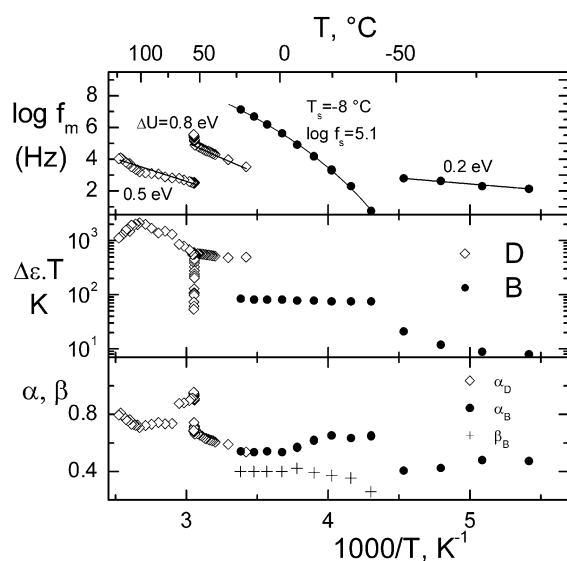 T, °C
100 50 0 -50
log f_m
(Hz)
8
6
4
2
ΔU=0.8 eV
T_s=-8 °C
log f_s=5.1
0.5 eV
0.2 eV
Δε.T
K
10^3
10^2
10^1
D
B
α, β
0.8
0.4
α_D
α_B
β_B
3 4 5
1000/T, K^-1